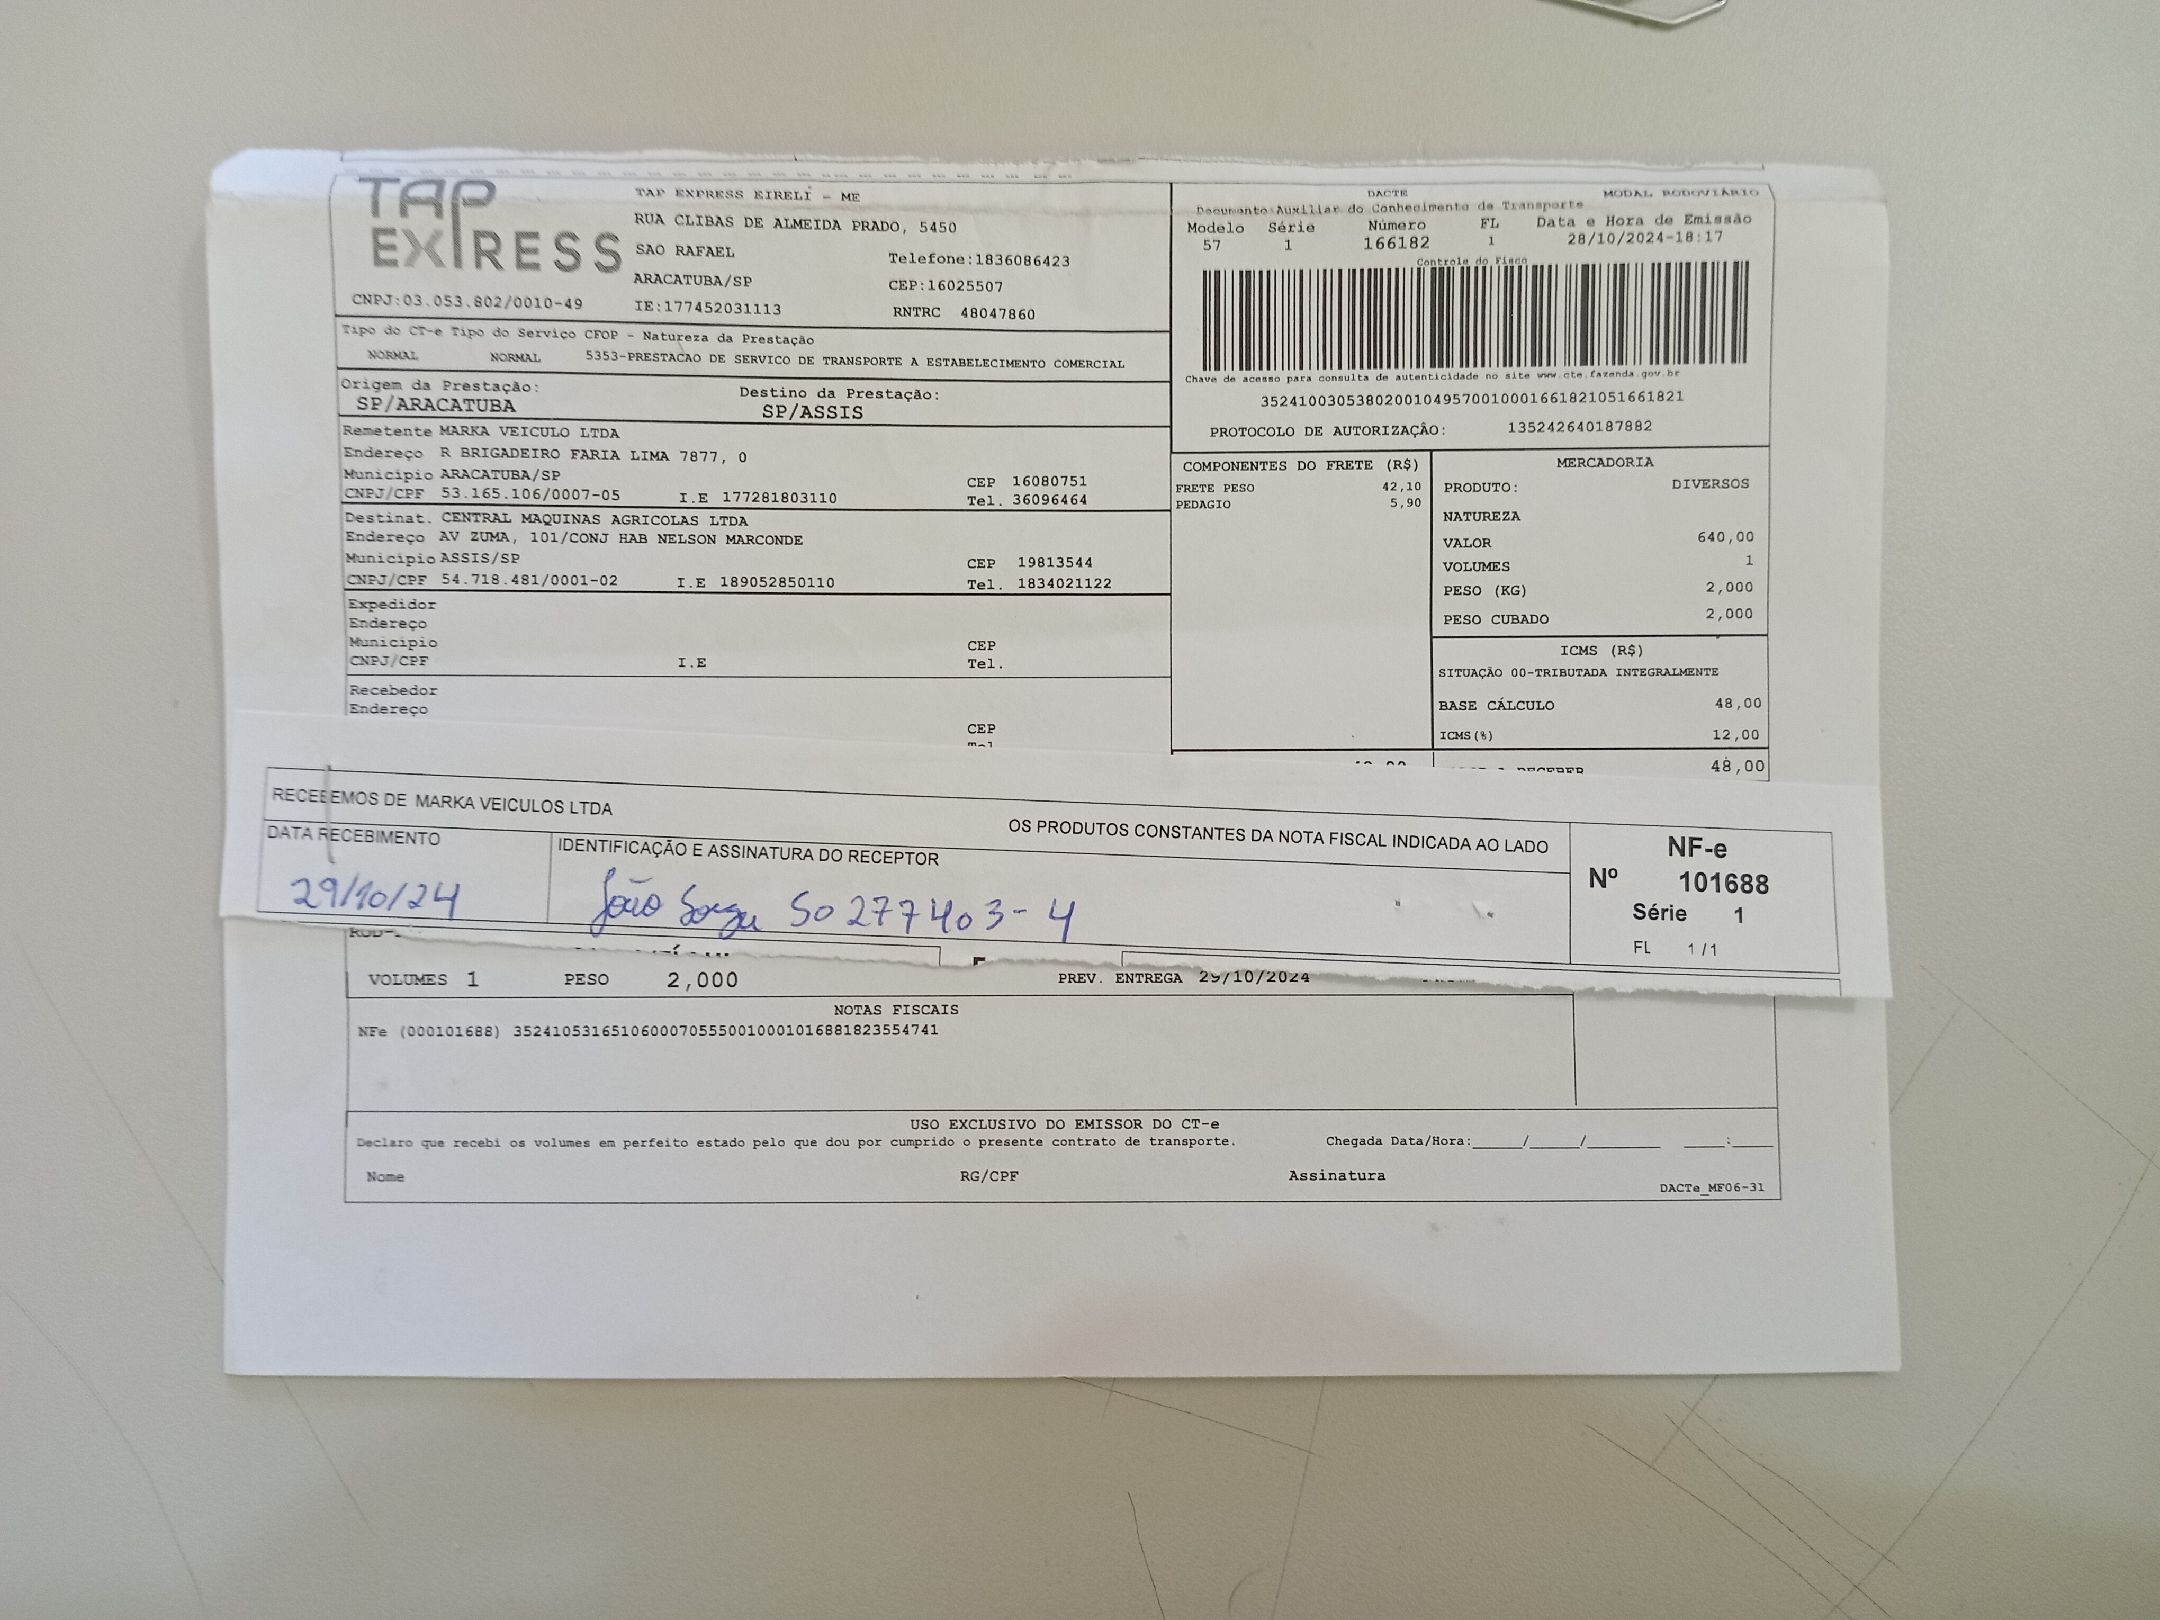 TAP EXPRESS
TAP EXPRESS EIRELI - ME
RUA CLIBAS DE ALMEIDA PRADO, 5450
SAO RAFAEL Telefone:1836086423
ARACATUBA/SP CEP:16025507
CNPJ:03.053.802/0010-49 IE:177452031113 RNTRC 48047860
DACTE MODAL RODOVIÁRIO
Documento Auxiliar do Conhecimento de Transporte
Modelo Série Número FL Data e Hora de Emissão
57 1 166182 1 28/10/2024-18:17
Controle do Fisco
Chave de acesso para consulta de autenticidade no site www.cte.fazenda.gov.br
35241003053802001049570010001661821051661821
PROTOCOLO DE AUTORIZAÇÃO: 135242640187882
Tipo do CT-e Tipo do Serviço CFOP - Natureza da Prestação
NORMAL NORMAL 5353-PRESTACAO DE SERVICO DE TRANSPORTE A ESTABELECIMENTO COMERCIAL
Origem da Prestação: Destino da Prestação:
SP/ARACATUBA SP/ASSIS
Remetente MARKA VEICULO LTDA
Endereço R BRIGADEIRO FARIA LIMA 7877, 0
Municipio ARACATUBA/SP CEP 16080751
CNPJ/CPF 53.165.106/0007-05 I.E 177281803110 Tel. 36096464
Destinat. CENTRAL MAQUINAS AGRICOLAS LTDA
Endereço AV ZUMA, 101/CONJ HAB NELSON MARCONDE
Municipio ASSIS/SP CEP 19813544
CNPJ/CPF 54.718.481/0001-02 I.E 189052850110 Tel. 1834021122
Expedidor
Endereço
Municipio CEP
CNPJ/CPF I.E Tel.
Recebedor
Endereço
CEP
COMPONENTES DO FRETE (R$)
FRETE PESO 42,10
PEDAGIO 5,90
MERCADORIA
PRODUTO: DIVERSOS
NATUREZA
VALOR 640,00
VOLUMES 1
PESO (KG) 2,000
PESO CUBADO 2,000
ICMS (R$)
SITUAÇÃO 00-TRIBUTADA INTEGRALMENTE
BASE CÁLCULO 48,00
ICMS(%) 12,00
48,00
RECEBEMOS DE MARKA VEICULOS LTDA OS PRODUTOS CONSTANTES DA NOTA FISCAL INDICADA AO LADO
DATA RECEBIMENTO IDENTIFICAÇÃO E ASSINATURA DO RECEPTOR
29/10/24 João 50277403-4
NF-e
Nº 101688
Série 1
FL 1/1
VOLUMES 1 PESO 2,000 PREV. ENTREGA 29/10/2024
NOTAS FISCAIS
NFe (000101688) 35241053165106000705550010001016881823554741
USO EXCLUSIVO DO EMISSOR DO CT-e
Declaro que recebi os volumes em perfeito estado pelo que dou por cumprido o presente contrato de transporte. Chegada Data/Hora:_____/_____/_______ ____:____
Nome RG/CPF Assinatura
DACTe_MF06-31